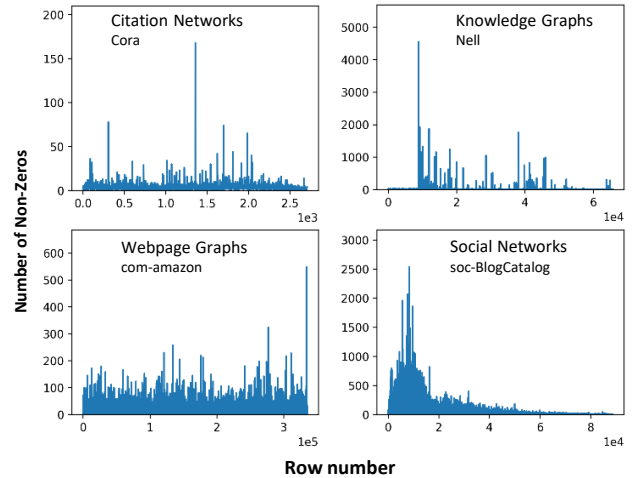 Citation Networks
Cora
200
150
100
50
0
0.0 0.5 1.0 1.5 2.0 2.5
1e3
Knowledge Graphs
Nell
5000
4000
3000
2000
1000
0
0 2 4 6
1e4
Number of Non-Zeros
Webpage Graphs
com-amazon
600
500
400
300
200
100
0
0 1 2 3
1e5
Social Networks
soc-BlogCatalog
3000
2500
2000
1500
1000
500
0
0 2 4 6 8
1e4
Row number